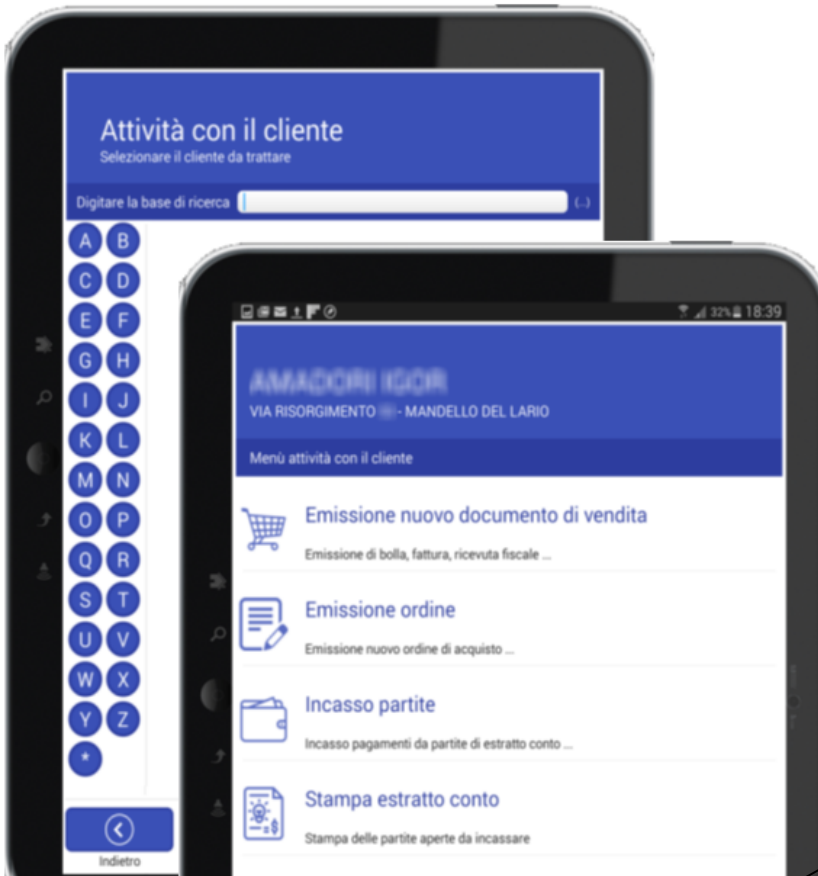 Attività con il cliente
Selezionare il cliente da trattare
Digitare la base di ricerca (...)
A B
C D
E F
G H
I J
K L
M N
O P
Q R
S T
U V
W X
Y Z
*
Indietro
32% 18:39
VIA RISORGIMENTO - MANDELLO DEL LARIO
Menù attività con il cliente
Emissione nuovo documento di vendita
Emissione di bolla, fattura, ricevuta fiscale ...
Emissione ordine
Emissione nuovo ordine di acquisto ...
Incasso partite
Incasso pagamenti da partite di estratto conto ...
Stampa estratto conto
Stampa delle partite aperte da incassare